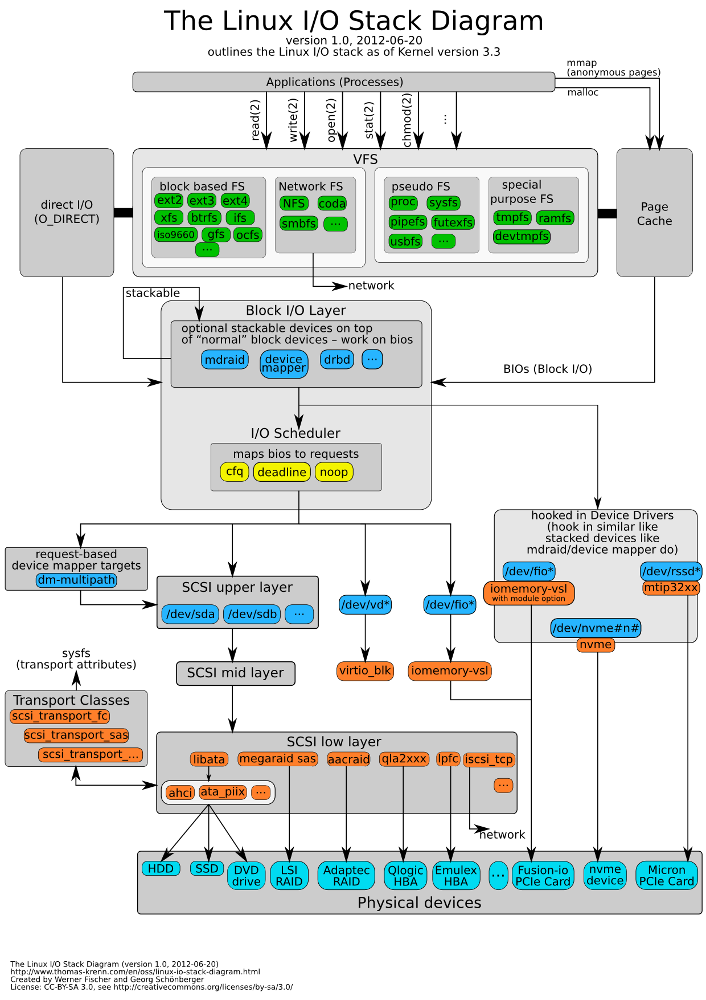 The Linux I/O Stack Diagram
version 1.0, 2012-06-20
outlines the Linux I/O stack as of Kernel version 3.3
mmap
(anonymous pages)
malloc
Applications (Processes)
read(2)
write(2)
open(2)
stat(2)
chmod(2)
...
direct I/O
(O_DIRECT)
VFS
block based FS
ext2 ext3 ext4
xfs btrfs ifs
iso9660 gfs ocfs
...
Network FS
NFS coda
smbfs ...
pseudo FS
proc sysfs
pipefs futexfs
usbfs ...
special
purpose FS
tmpfs ramfs
devtmpfs
Page
Cache
network
stackable
Block I/O Layer
optional stackable devices on top
of “normal” block devices – work on bios
mdraid device mapper drbd ...
BIOs (Block I/O)
I/O Scheduler
maps bios to requests
cfq deadline noop
hooked in Device Drivers
(hook in similar like
stacked devices like
mdraid/device mapper do)
/dev/fio*
iomemory-vsl
with module option
/dev/rssd*
mtip32xx
/dev/nvme#n#
nvme
request-based
device mapper targets
dm-multipath
SCSI upper layer
/dev/sda /dev/sdb ...
/dev/vd*
/dev/fio*
SCSI mid layer
virtio_blk
iomemory-vsl
sysfs
(transport attributes)
Transport Classes
scsi_transport_fc
scsi_transport_sas
scsi_transport_...
SCSI low layer
libata megaraid sas aacraid qla2xxx lpfc iscsi_tcp
ahci ata_piix ...
...
network
HDD
SSD
DVD
drive
LSI
RAID
Adaptec
RAID
Qlogic
HBA
Emulex
HBA
...
Fusion-io
PCIe Card
nvme
device
Micron
PCIe Card
Physical devices
The Linux I/O Stack Diagram (version 1.0, 2012-06-20)
http://www.thomas-krenn.com/en/oss/linux-io-stack-diagram.html
Created by Werner Fischer and Georg Schönberger
License: CC-BY-SA 3.0, see http://creativecommons.org/licenses/by-sa/3.0/